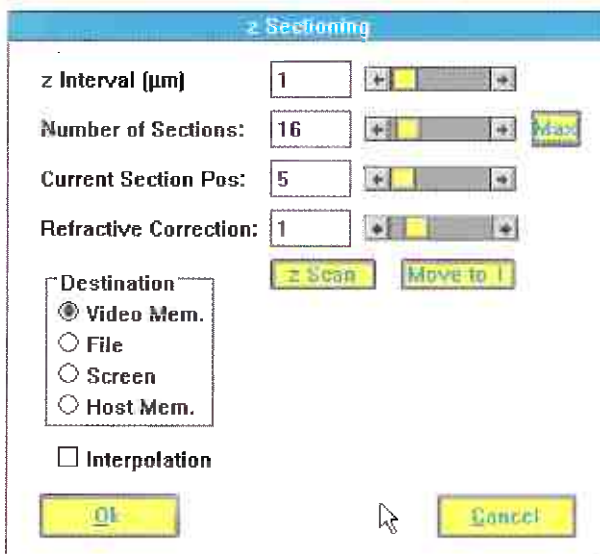 z Sectioning
z Interval (µm) 1
Number of Sections: 16 Max
Current Section Pos: 5
Refractive Correction: 1
z Scan Move to 1
Destination
Video Mem.
File
Screen
Host Mem.
Interpolation
Ok Cancel